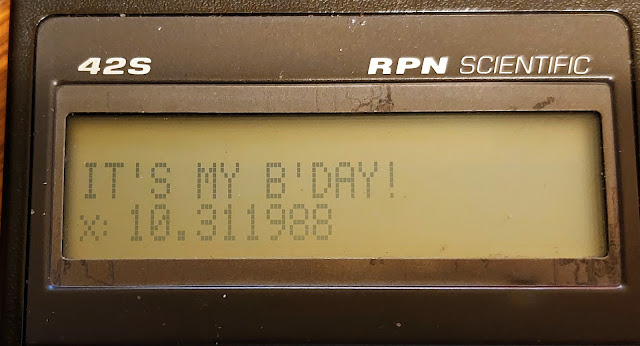 42S RPN SCIENTIFIC
IT'S MY B'DAY!
x: 10.311988